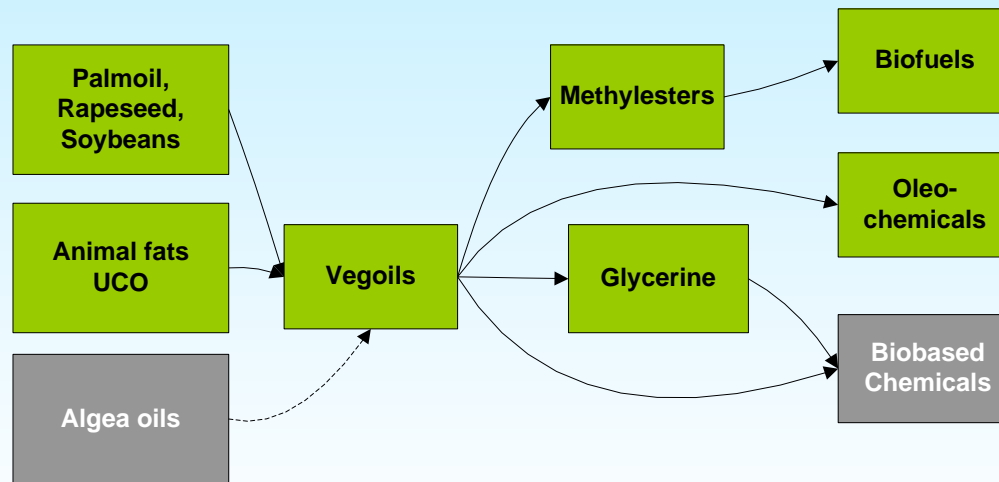 Palmoil,
Rapeseed,
Soybeans
Animal fats
UCO
Algea oils
Vegoils
Methylesters
Glycerine
Biofuels
Oleo-
chemicals
Biobased
Chemicals